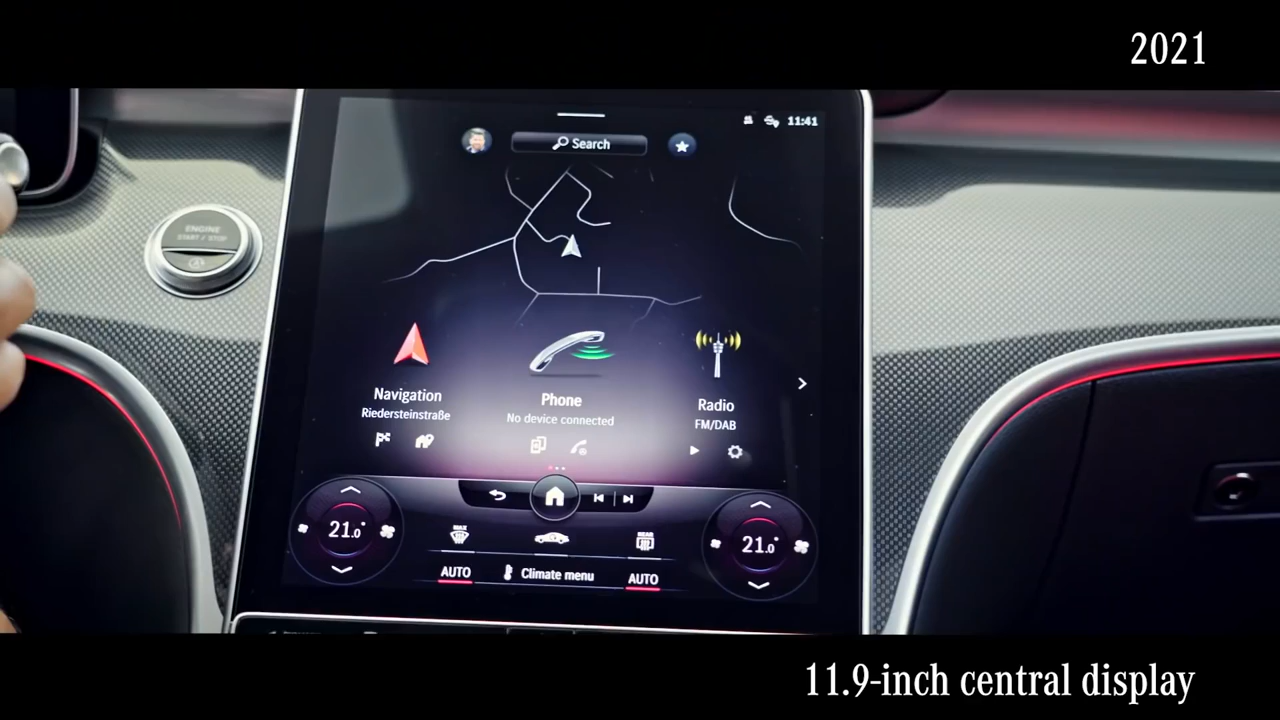 2021
11:41
Search
ENGINE
START / STOP
Navigation
Riedersteinstraße
Phone
No device connected
Radio
FM/DAB
21.0°
MAX
REAR
21.0°
AUTO
Climate menu
AUTO
11.9-inch central display